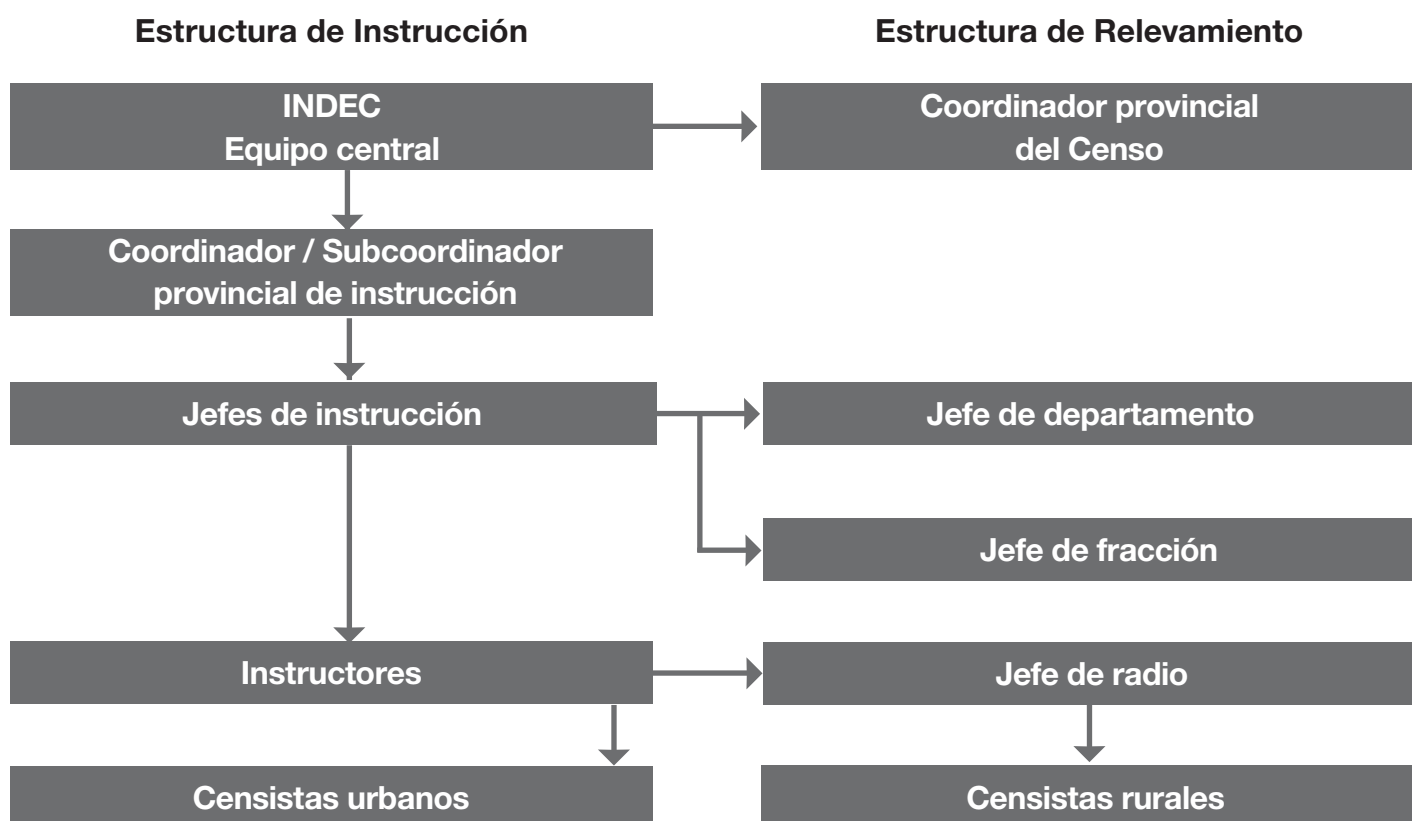 Estructura de Instrucción
Estructura de Relevamiento
INDEC
Equipo central
Coordinador provincial
del Censo
Coordinador / Subcoordinador
provincial de instrucción
Jefes de instrucción
Jefe de departamento
Jefe de fracción
Instructores
Jefe de radio
Censistas urbanos
Censistas rurales